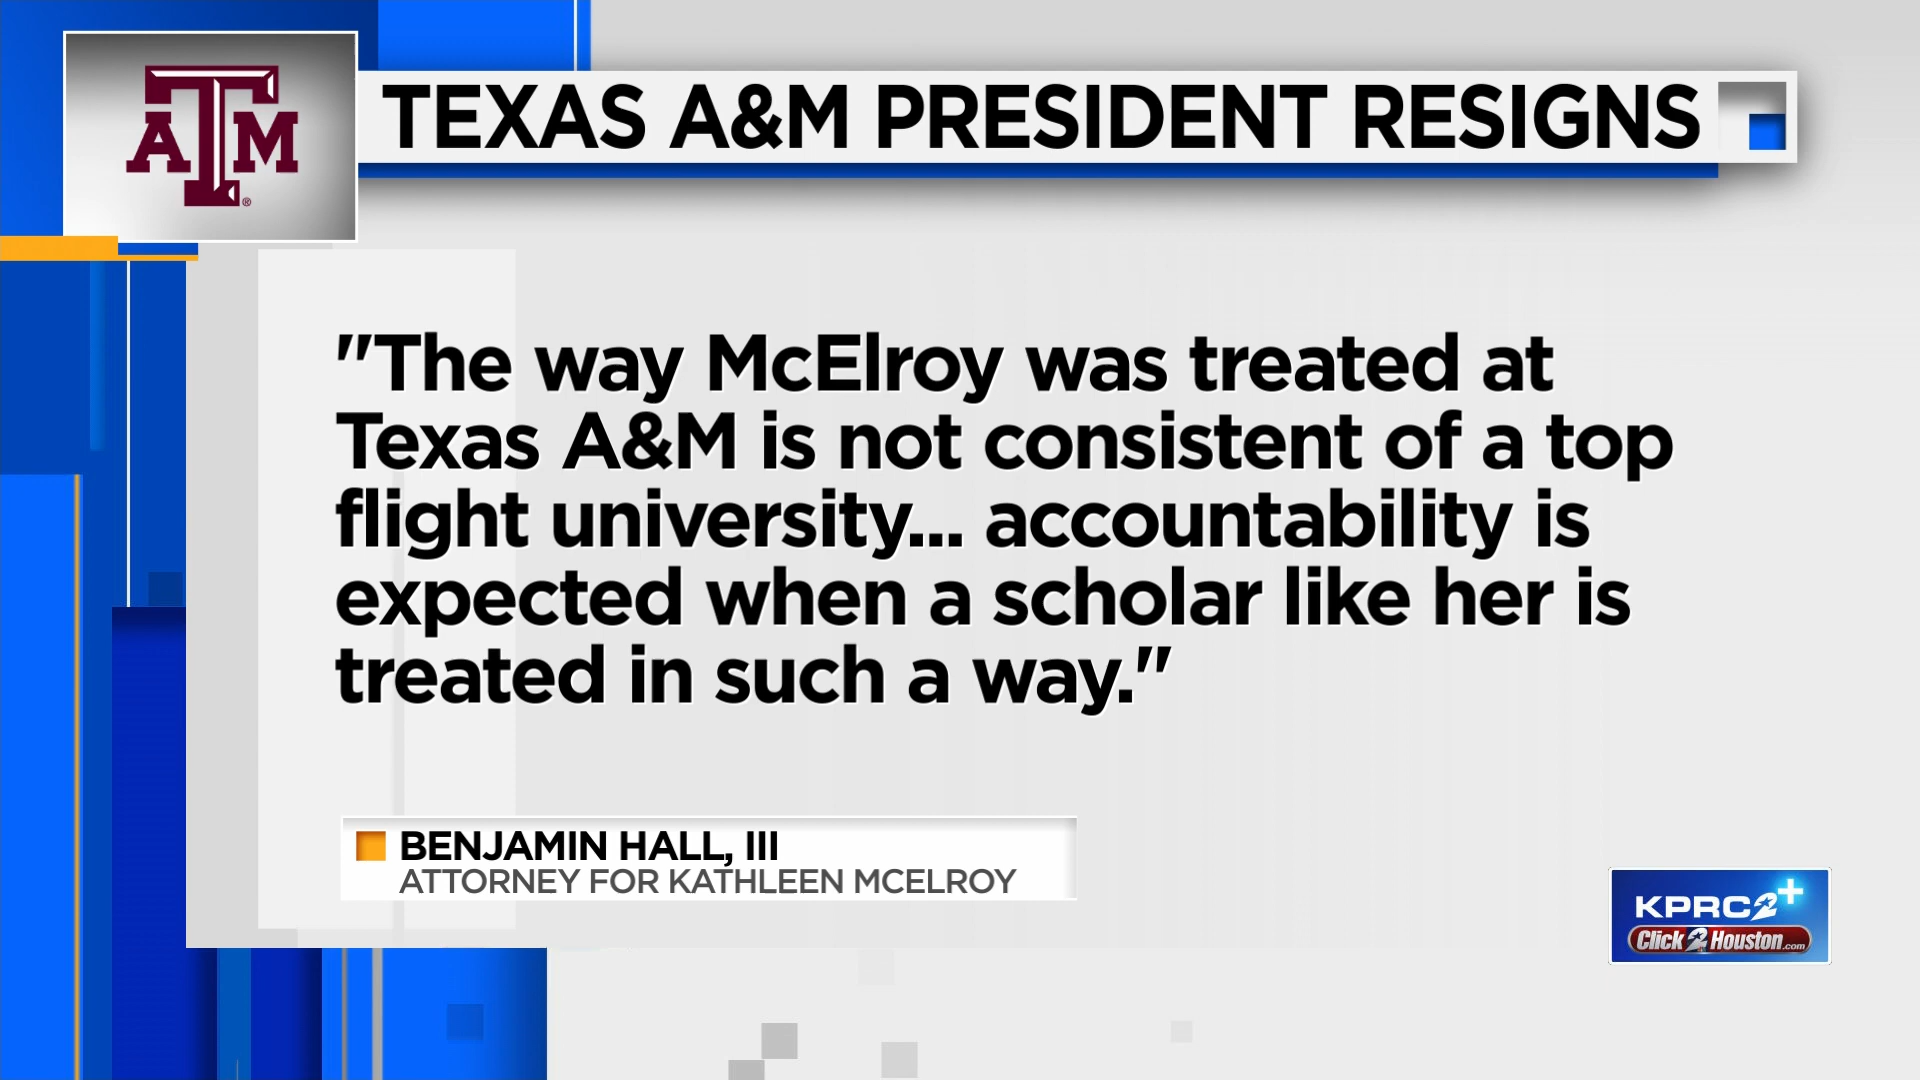 ATM
®
TEXAS A&M PRESIDENT RESIGNS
"The way McElroy was treated at
Texas A&M is not consistent of a top
flight university... accountability is
expected when a scholar like her is
treated in such a way."
BENJAMIN HALL, III
ATTORNEY FOR KATHLEEN MCELROY
KPRC2+
Click2Houston.com